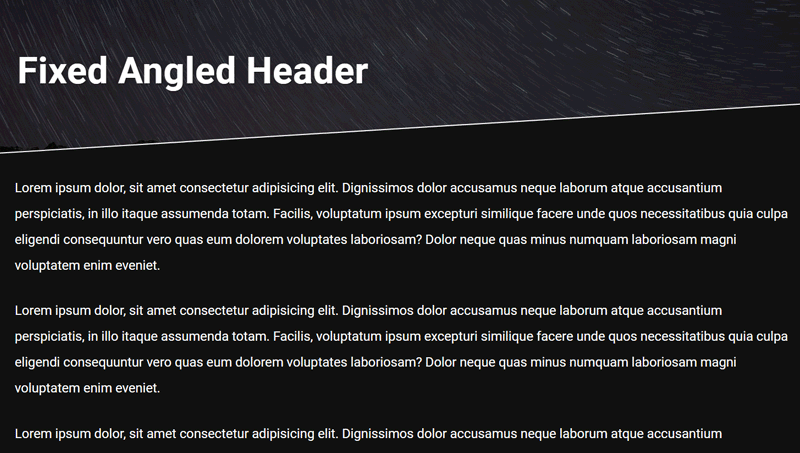 Fixed Angled Header
Lorem ipsum dolor, sit amet consectetur adipisicing elit. Dignissimos dolor accusamus neque laborum atque accusantium
perspiciatis, in illo itaque assumenda totam. Facilis, voluptatum ipsum excepturi similique facere unde quos necessitatibus quia culpa
eligendi consequuntur vero quas eum dolorem voluptates laboriosam? Dolor neque quas minus numquam laboriosam magni
voluptatem enim eveniet.
Lorem ipsum dolor, sit amet consectetur adipisicing elit. Dignissimos dolor accusamus neque laborum atque accusantium
perspiciatis, in illo itaque assumenda totam. Facilis, voluptatum ipsum excepturi similique facere unde quos necessitatibus quia culpa
eligendi consequuntur vero quas eum dolorem voluptates laboriosam? Dolor neque quas minus numquam laboriosam magni
voluptatem enim eveniet.
Lorem ipsum dolor, sit amet consectetur adipisicing elit. Dignissimos dolor accusamus neque laborum atque accusantium